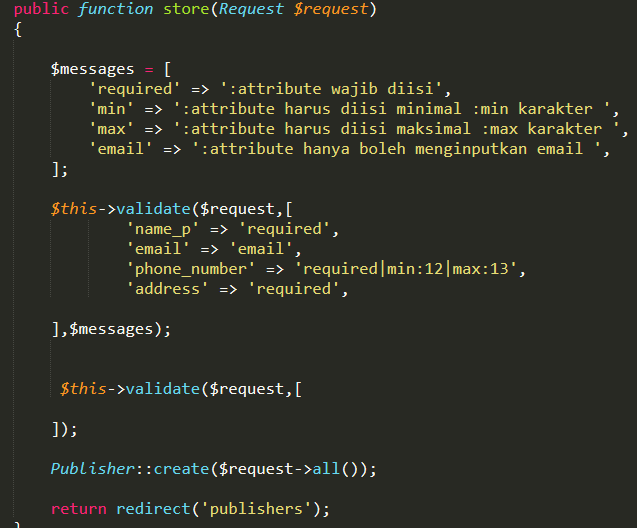 public function store(Request $request)
{
$messages = [
'required' => ':attribute wajib diisi',
'min' => ':attribute harus diisi minimal :min karakter ',
'max' => ':attribute harus diisi maksimal :max karakter ',
'email' => ':attribute hanya boleh menginputkan email ',
];
$this->validate($request,[
'name_p' => 'required',
'email' => 'email',
'phone_number' => 'required|min:12|max:13',
'address' => 'required',
],$messages);
$this->validate($request,[
]);
Publisher::create($request->all());
return redirect('publishers');
}